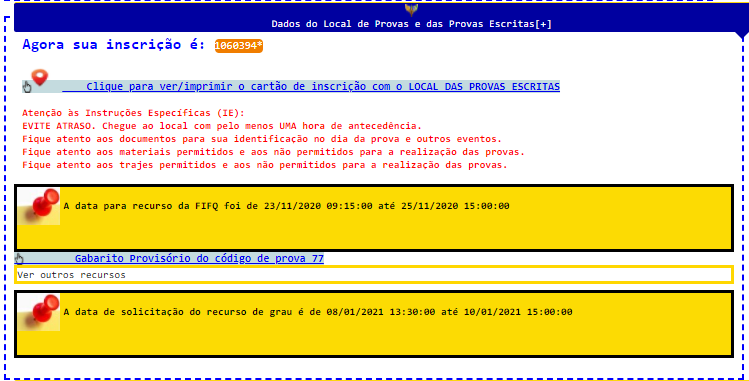 Dados do Local de Provas e das Provas Escritas[+]
Agora sua inscrição é: 1060394*
Clique para ver/imprimir o cartão de inscrição com o LOCAL DAS PROVAS ESCRITAS
Atenção às Instruções Específicas (IE):
EVITE ATRASO. Chegue ao local com pelo menos UMA hora de antecedência.
Fique atento aos documentos para sua identificação no dia da prova e outros eventos.
Fique atento aos materiais permitidos e aos não permitidos para a realização das provas.
Fique atento aos trajes permitidos e aos não permitidos para a realização das provas.
A data para recurso da FIFQ foi de 23/11/2020 09:15:00 até 25/11/2020 15:00:00
Gabarito Provisório do código de prova 77
Ver outros recursos
A data de solicitação do recurso de grau é de 08/01/2021 13:30:00 até 10/01/2021 15:00:00